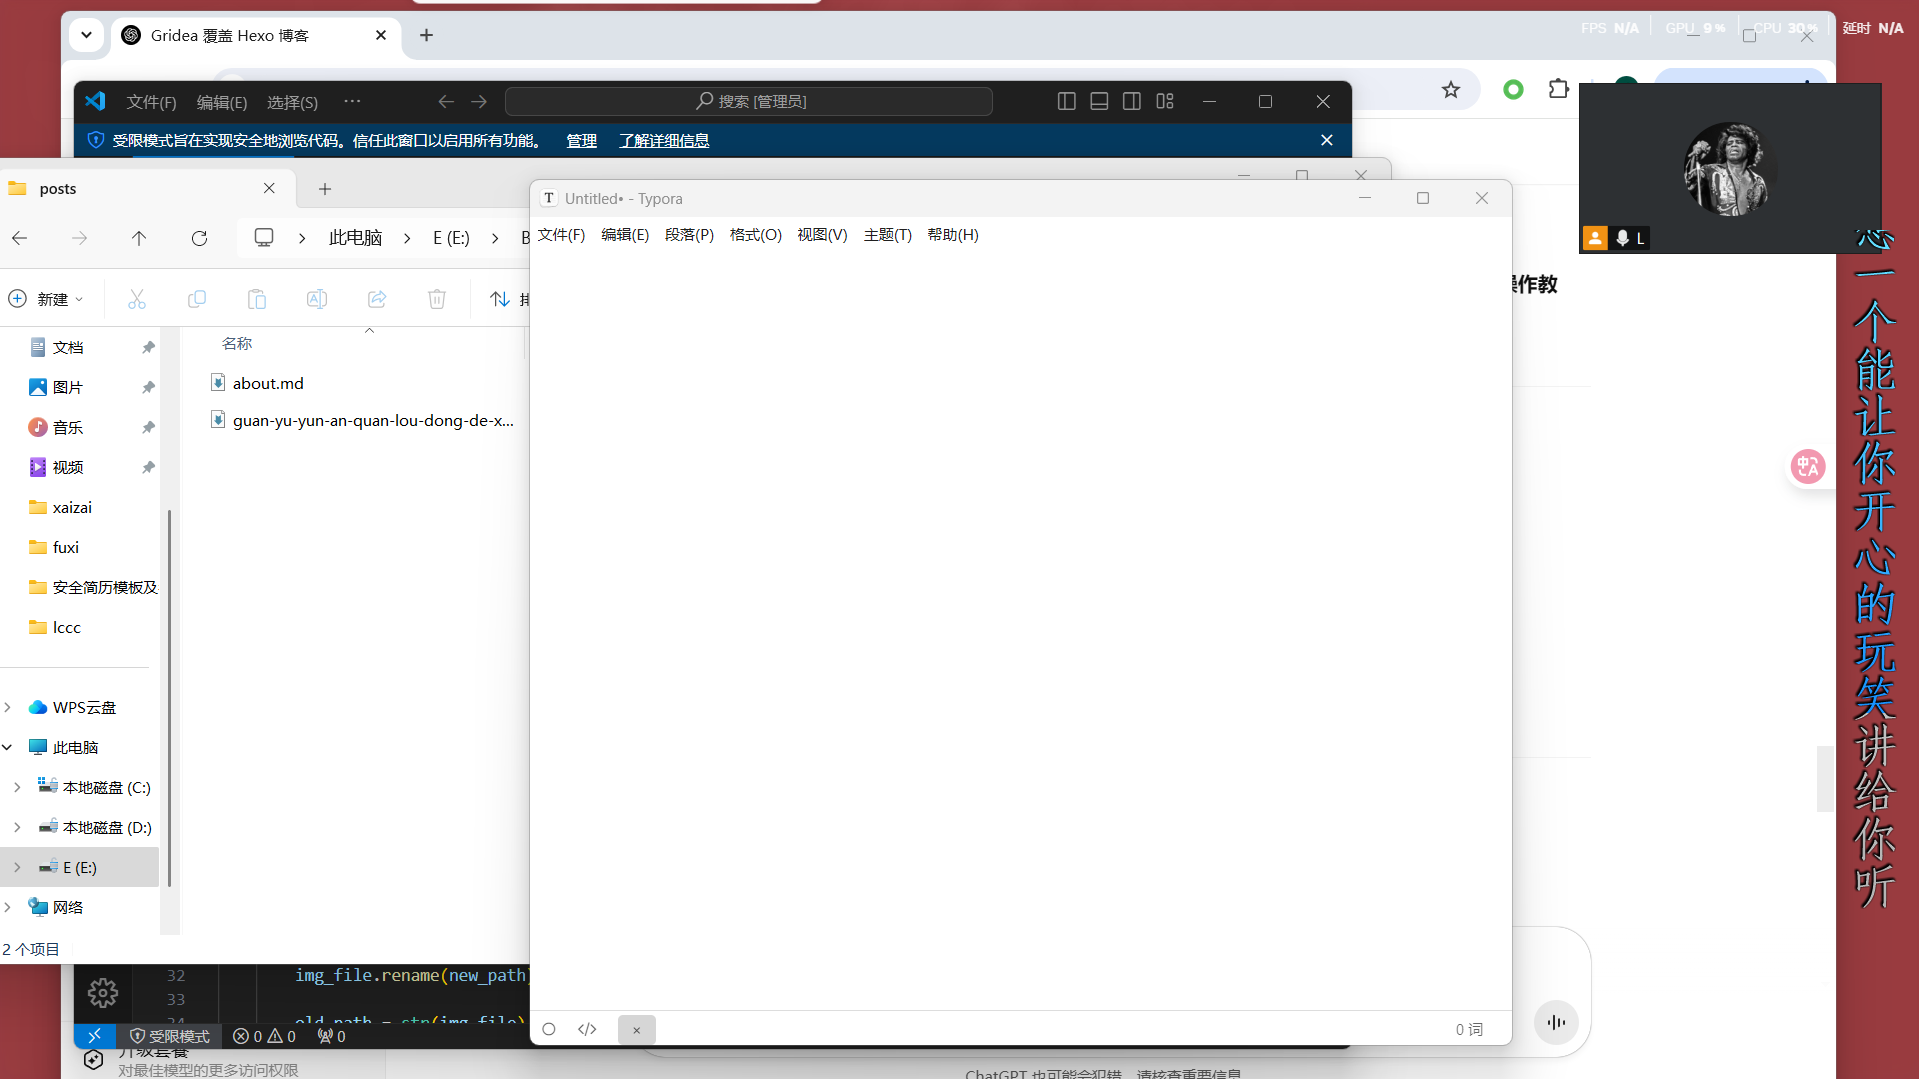 Gridea 覆盖 Hexo 博客
FPS N/A GPU 9 % CPU 30 % 延时 N/A
文件(F) 编辑(E) 选择(S) ···
搜索 [管理员]
受限模式旨在实现安全地浏览代码。信任此窗口以启用所有功能。 管理 了解详细信息
posts
Untitled• - Typora
此电脑 > E (E:) >
文件(F) 编辑(E) 段落(P) 格式(O) 视图(V) 主题(T) 帮助(H)
L
操作教
新建
名称
文档
图片
音乐
视频
xaizai
fuxi
安全简历模板及
lccc
about.md
guan-yu-yun-an-quan-lou-dong-de-x...
WPS云盘
此电脑
本地磁盘 (C:)
本地磁盘 (D:)
E (E:)
网络
2 个项目
32 img_file.rename(new_path)
33
34 old_path = str(img_file)
受限模式 0 0 0
0 词
升级套餐
对最佳模型的更多访问权限
ChatGPT 也可能会犯错。请核查重要信息
一个能让你开心的玩笑讲给你听